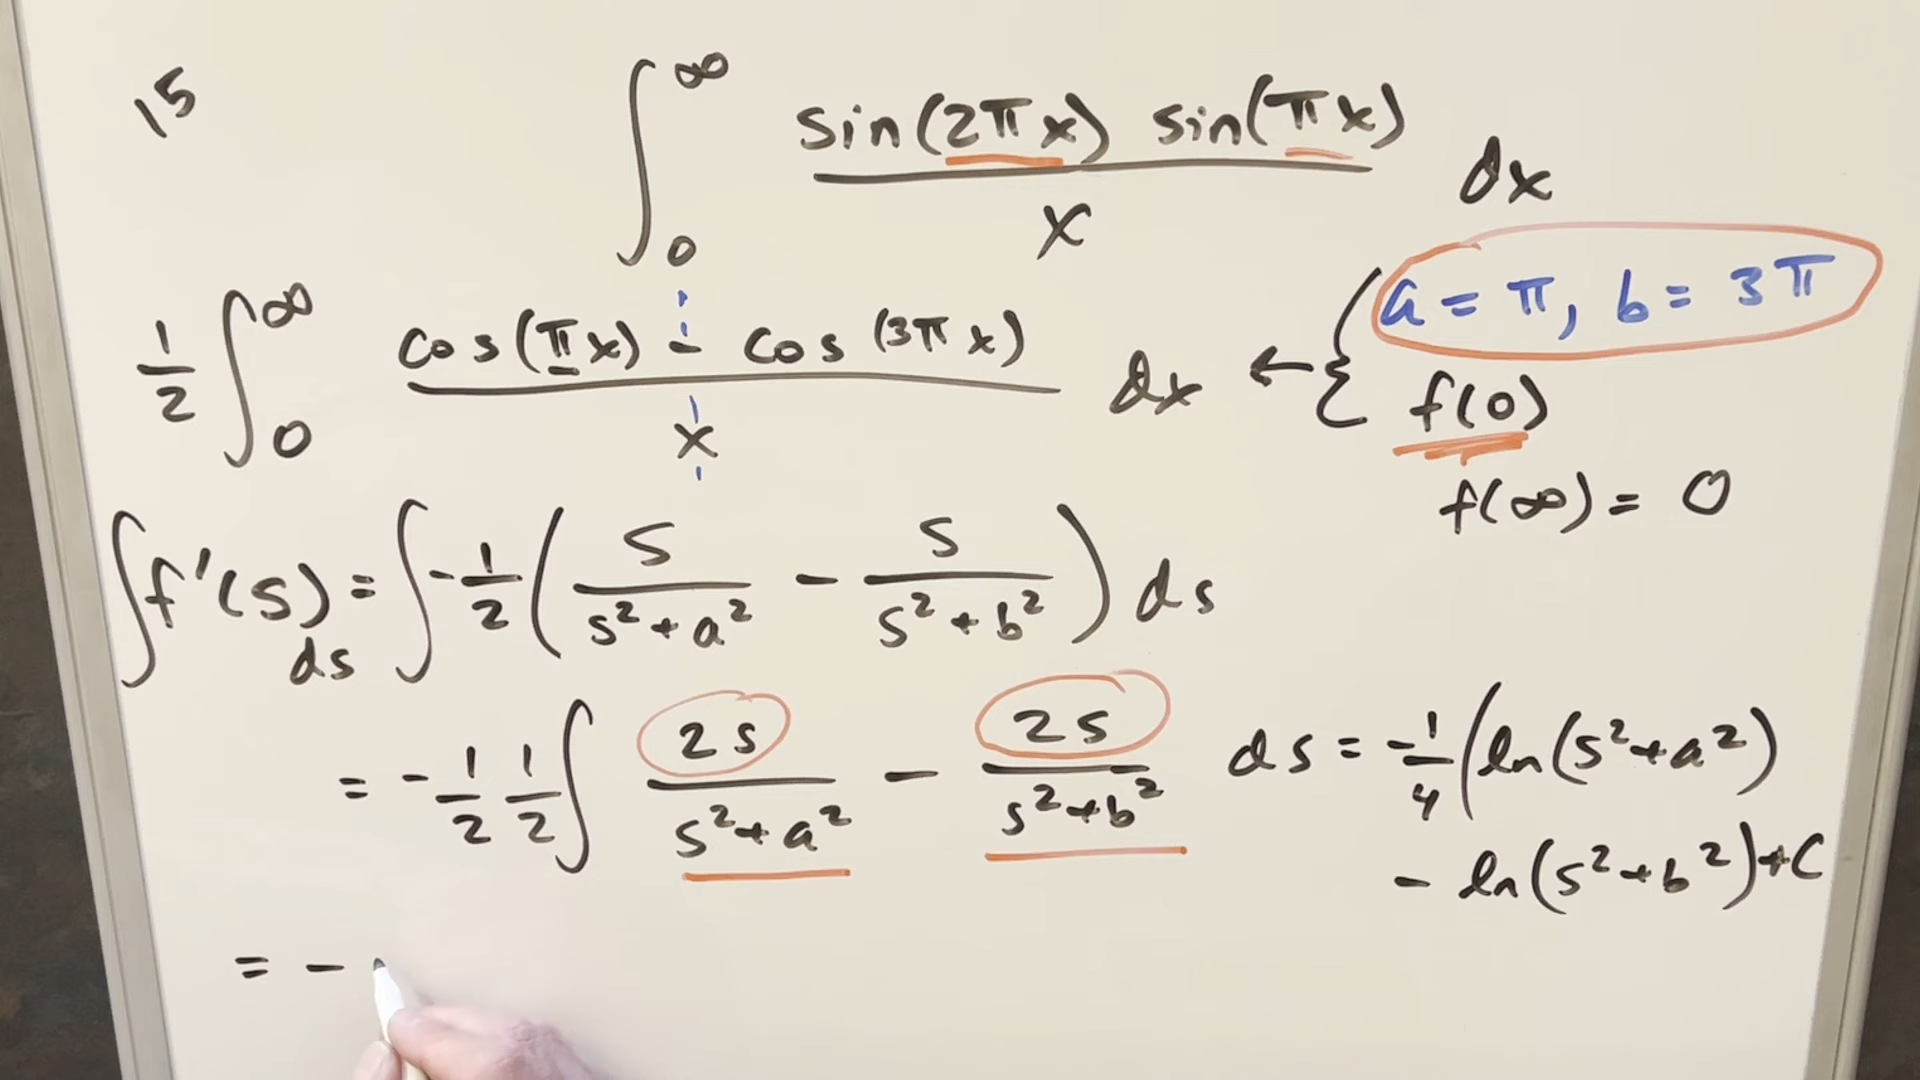 15
∫₀^∞ sin(2πx) sin(πx) / x dx
1/2 ∫₀^∞ cos(πx) - cos(3πx) / x dx ← { a = π, b = 3π
f(0)
f(∞) = 0
∫ f'(s) ds = ∫ -1/2 ( s / s²+a² - s / s²+b² ) ds
= - 1/2 1/2 ∫ 2s / s²+a² - 2s / s²+b² ds = -1/4 ( ln(s²+a²)
- ln(s²+b²) + C
= -